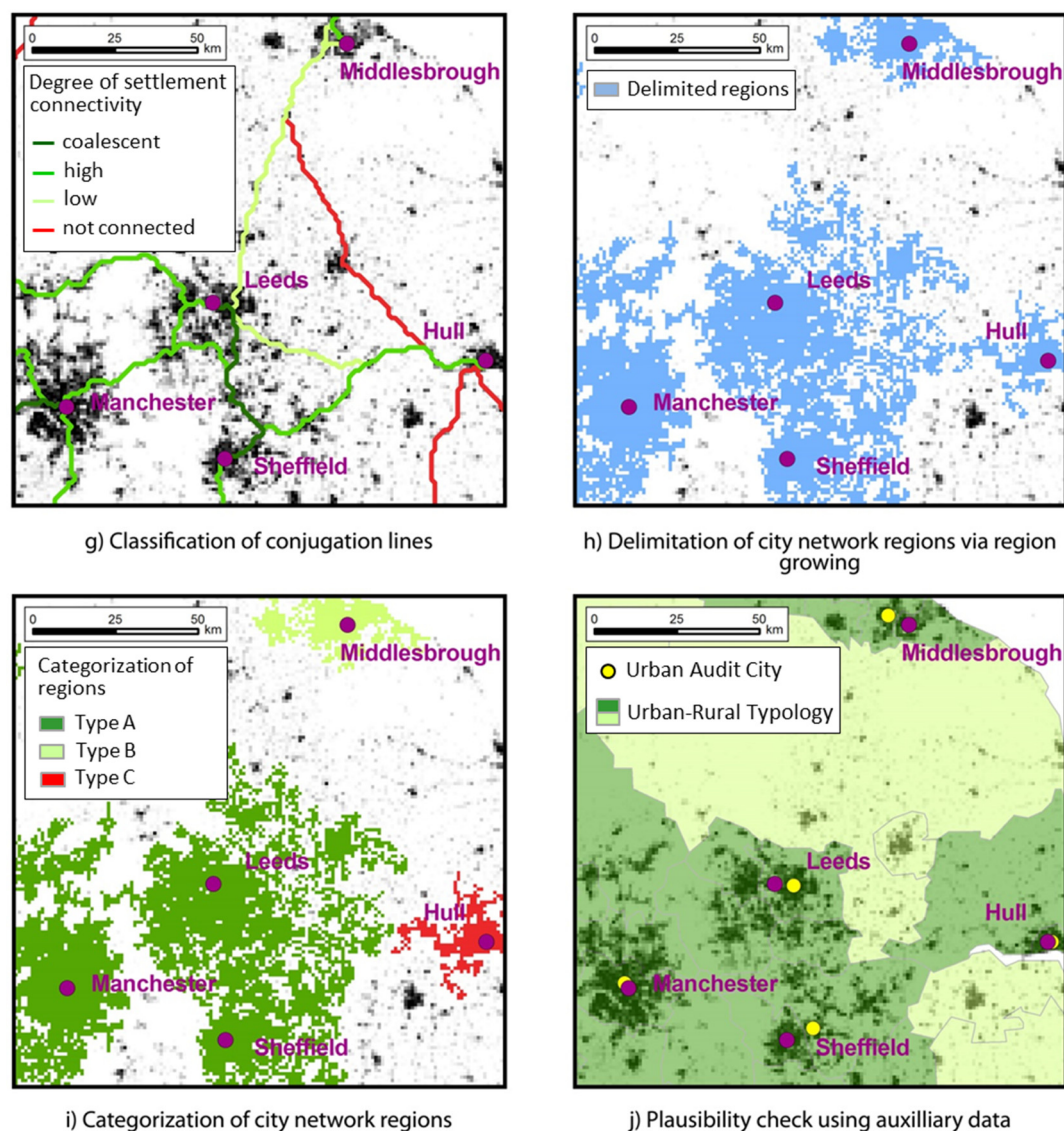 0 25 50
km
Degree of settlement
connectivity
coalescent
high
low
not connected
Middlesbrough
Leeds
Hull
Manchester
Sheffield
g) Classification of conjugation lines
0 25 50
km
Delimited regions
Middlesbrough
Leeds
Hull
Manchester
Sheffield
h) Delimitation of city network regions via region
growing
0 25 50
km
Categorization of
regions
Type A
Type B
Type C
Middlesbrough
Leeds
Hull
Manchester
Sheffield
i) Categorization of city network regions
0 25 50
km
Urban Audit City
Urban-Rural Typology
Middlesbrough
Leeds
Hull
Manchester
Sheffield
j) Plausibility check using auxilliary data